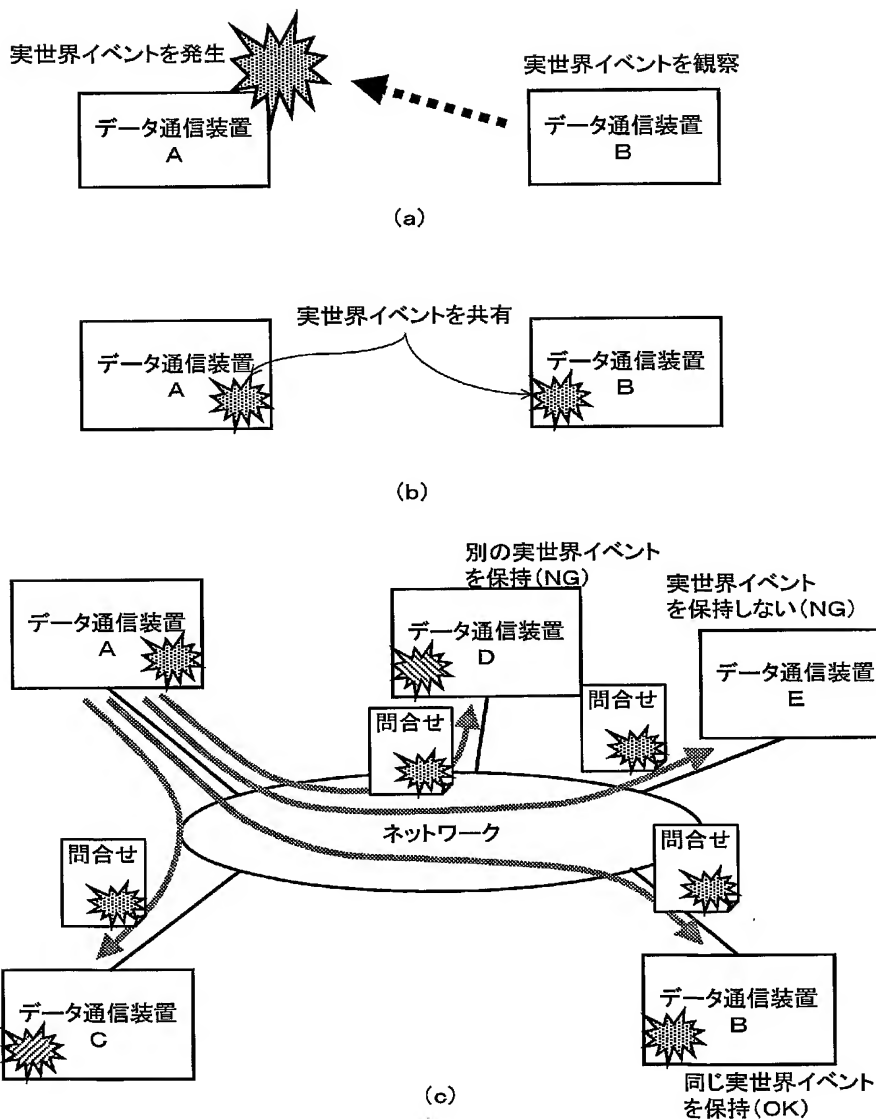 実世界イベントを発生
実世界イベントを観察
データ通信装置
A
データ通信装置
B
(a)
実世界イベントを共有
データ通信装置
A
データ通信装置
B
(b)
別の実世界イベント
を保持(NG)
実世界イベント
を保持しない(NG)
データ通信装置
A
データ通信装置
D
データ通信装置
E
問合せ
問合せ
ネットワーク
問合せ
問合せ
データ通信装置
C
データ通信装置
B
同じ実世界イベント
を保持(OK)
(c)